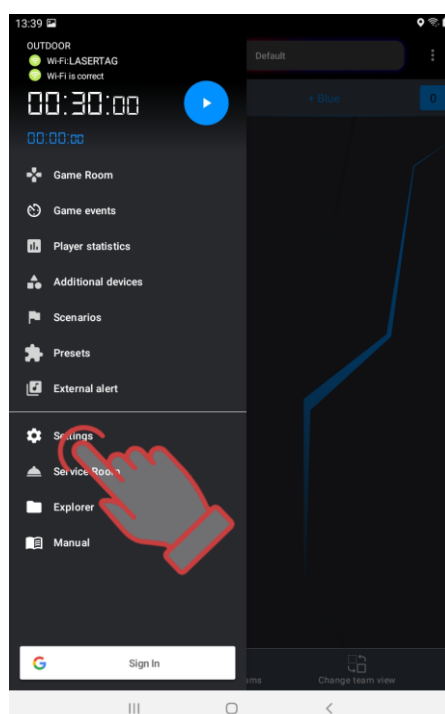 13:39
OUTDOOR
Wi-Fi:LASERTAG
Wi-Fi is correct
00:30:00
00:00:00
Default
+ Blue
0
Game Room
Game events
Player statistics
Additional devices
Scenarios
Presets
External alert
Settings
Service Room
Explorer
Manual
Sign In
Change team view